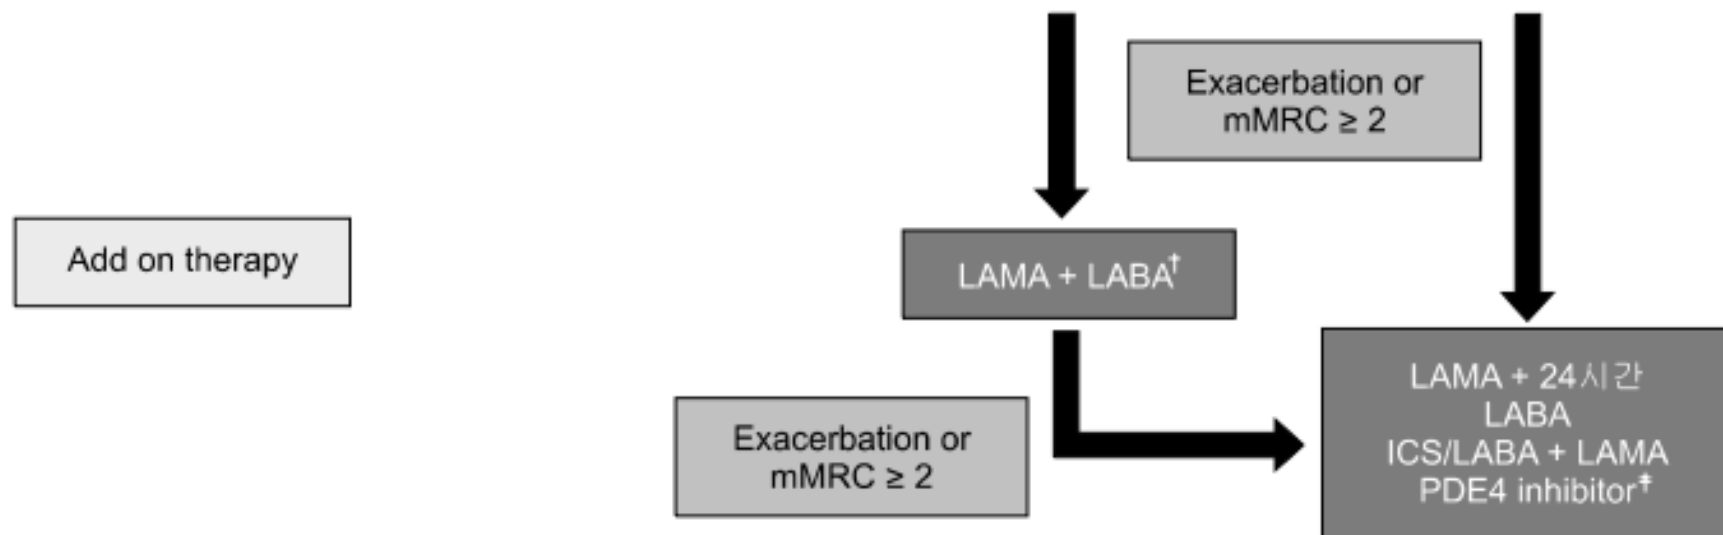 Exacerbation or
mMRC ≥ 2
Add on therapy
LAMA + LABA†
Exacerbation or
mMRC ≥ 2
LAMA + 24시간
LABA
ICS/LABA + LAMA
PDE4 inhibitor‡